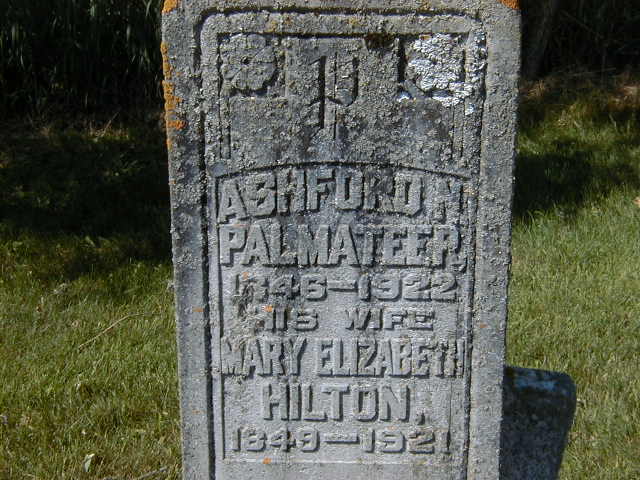 P
ASHFORD N.
PALMATEER,
1846-1922
HIS WIFE
MARY ELIZABETH
HILTON,
1849-1921